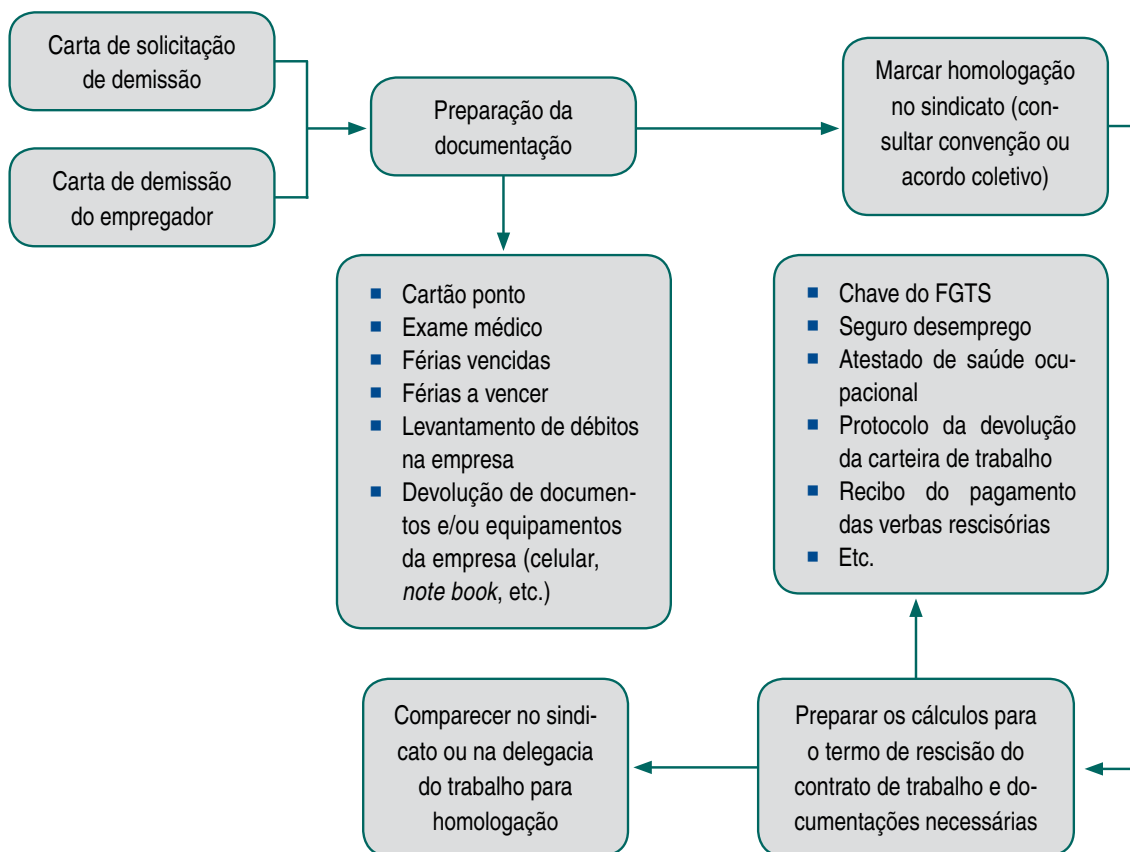 Carta de solicitação
de demissão
Carta de demissão
do empregador
Preparação da
documentação
Marcar homologação
no sindicato (con-
sultar convenção ou
acordo coletivo)
Cartão ponto
Exame médico
Férias vencidas
Férias a vencer
Levantamento de débitos
na empresa
Devolução de documen-
tos e/ou equipamentos
da empresa (celular,
note book, etc.)
Chave do FGTS
Seguro desemprego
Atestado de saúde ocu-
pacional
Protocolo da devolução
da carteira de trabalho
Recibo do pagamento
das verbas rescisórias
Etc.
Preparar os cálculos para
o termo de rescisão do
contrato de trabalho e do-
cumentações necessárias
Comparecer no sindi-
cato ou na delegacia
do trabalho para
homologação